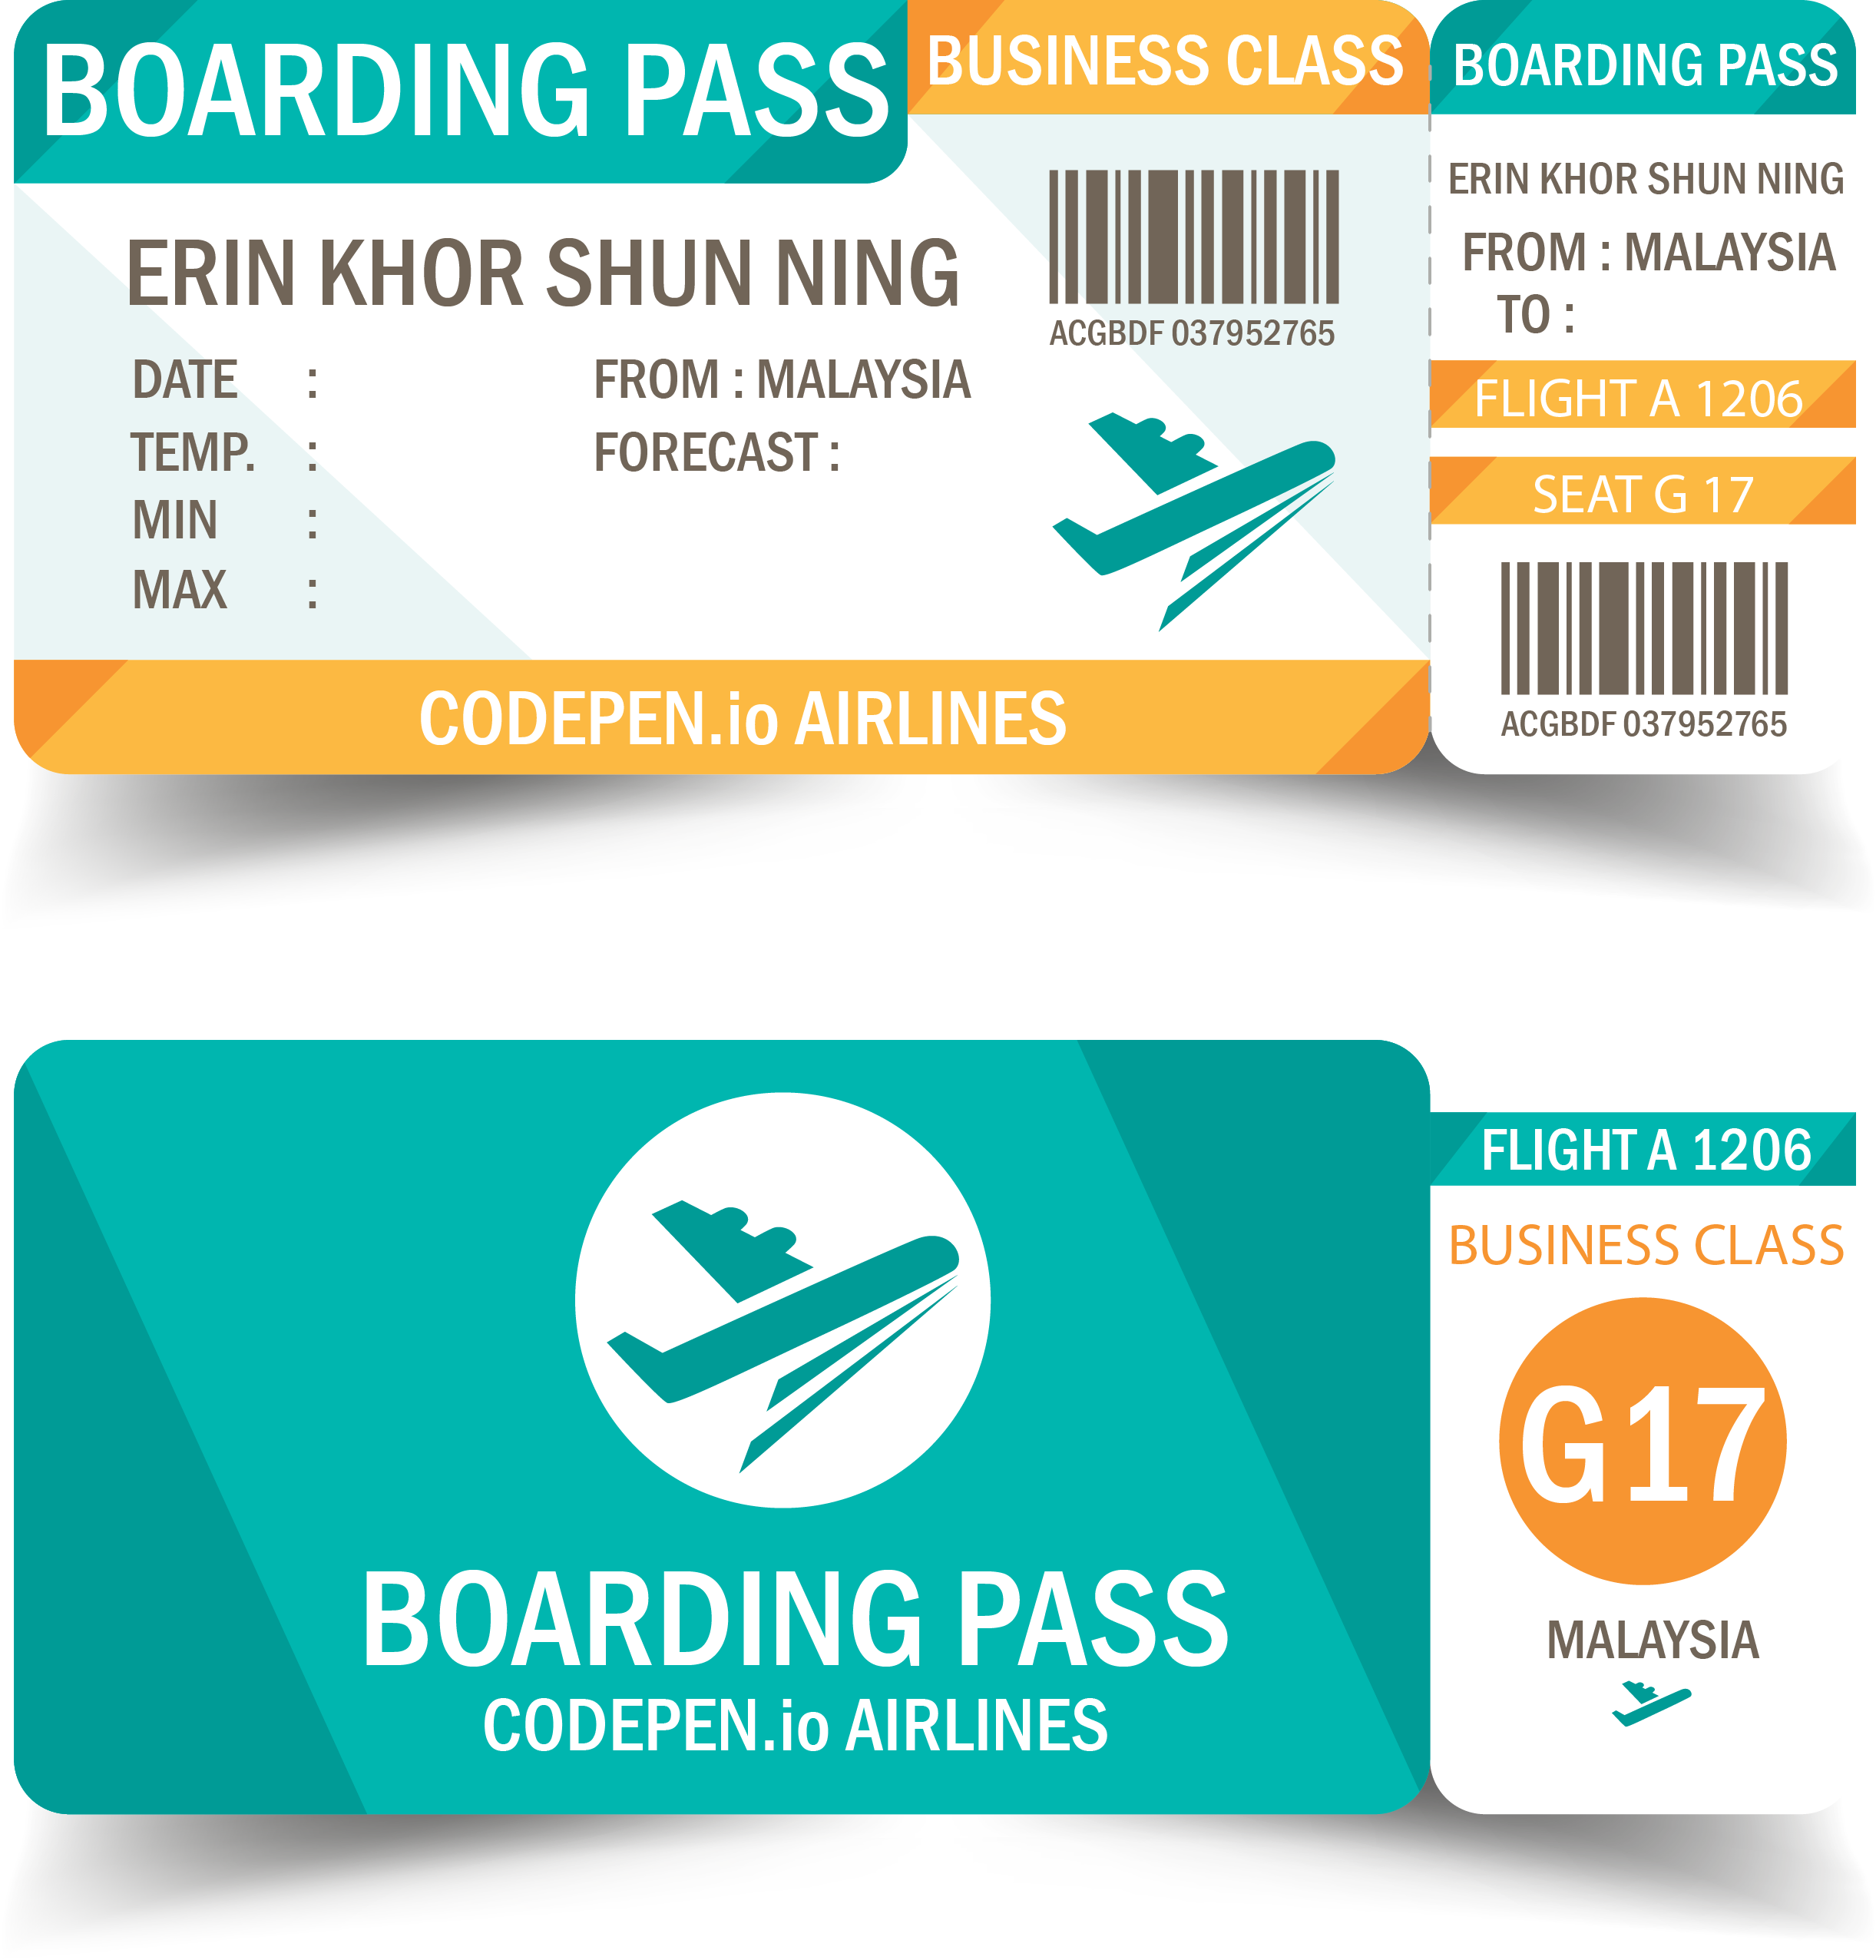 BOARDING PASS
BUSINESS CLASS
ERIN KHOR SHUN NING
ACGBDF 037952765
DATE :
FROM : MALAYSIA
TEMP. :
FORECAST :
MIN :
MAX :
CODEPEN.io AIRLINES
BOARDING PASS
ERIN KHOR SHUN NING
FROM : MALAYSIA
TO :
FLIGHT A 1206
SEAT G 17
ACGBDF 037952765
BOARDING PASS
CODEPEN.io AIRLINES
FLIGHT A 1206
BUSINESS CLASS
G17
MALAYSIA